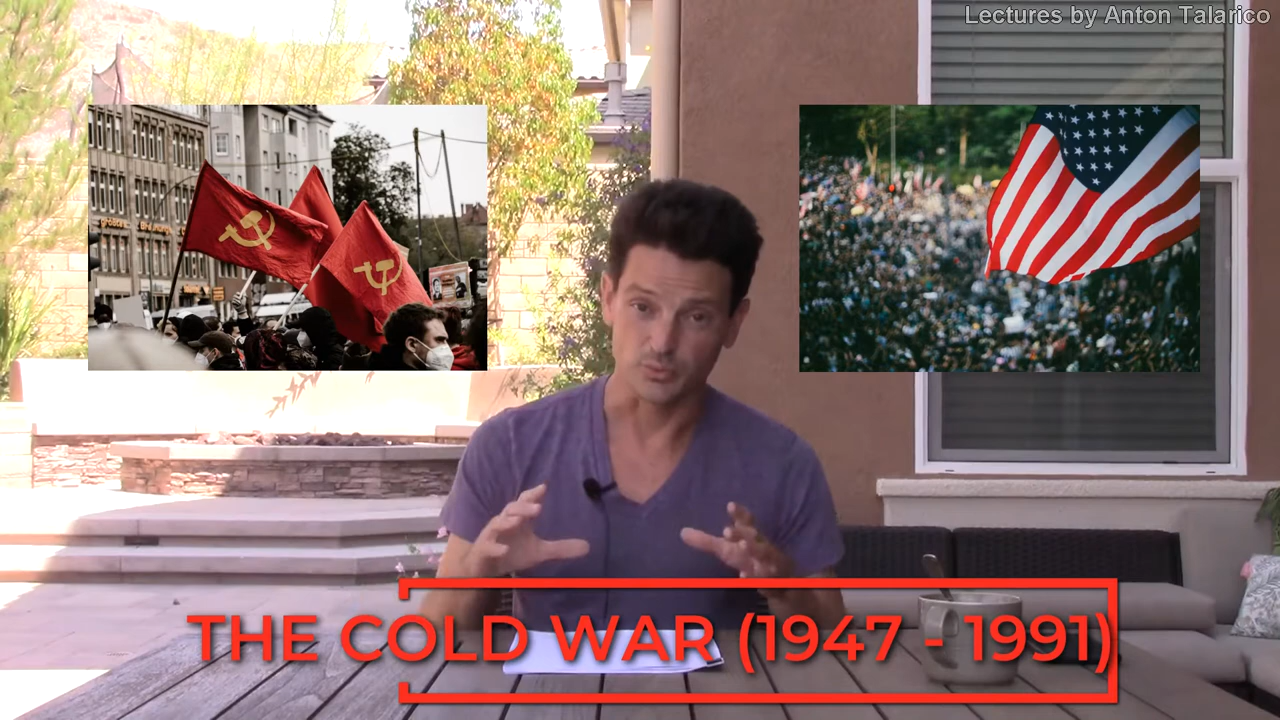 Lectures by Anton Talarico
THE COLD WAR (1947 - 1991)